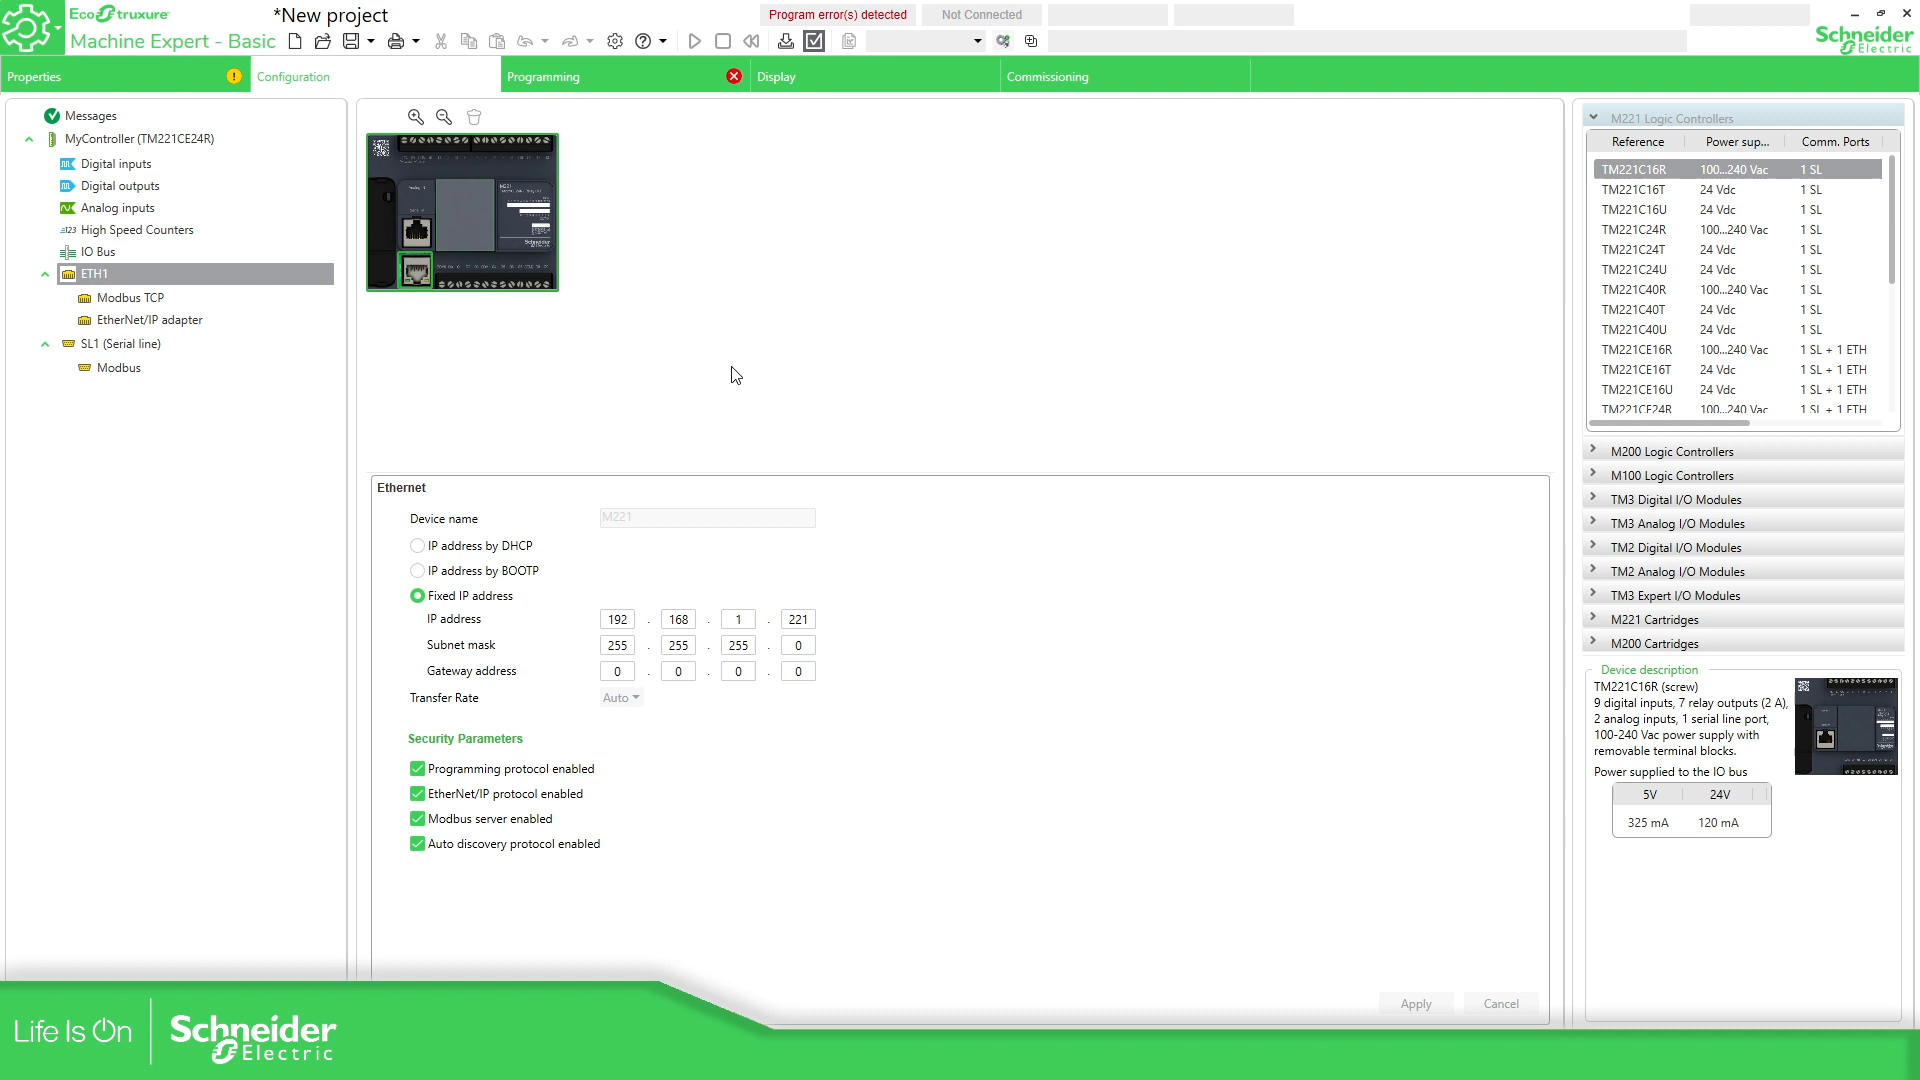 EcoStruxure
Machine Expert - Basic
*New project
Program error(s) detected
Not Connected
Schneider
Electric
Properties
Configuration
Programming
Display
Commissioning
Messages
MyController (TM221CE24R)
Digital inputs
Digital outputs
Analog inputs
High Speed Counters
IO Bus
ETH1
Modbus TCP
EtherNet/IP adapter
SL1 (Serial line)
Modbus
Ethernet
Device name M221
IP address by DHCP
IP address by BOOTP
Fixed IP address
IP address 192 . 168 . 1 . 221
Subnet mask 255 . 255 . 255 . 0
Gateway address 0 . 0 . 0 . 0
Transfer Rate Auto
Security Parameters
Programming protocol enabled
EtherNet/IP protocol enabled
Modbus server enabled
Auto discovery protocol enabled
Apply Cancel
M221 Logic Controllers
Reference Power sup... Comm. Ports
TM221C16R 100...240 Vac 1 SL
TM221C16T 24 Vdc 1 SL
TM221C16U 24 Vdc 1 SL
TM221C24R 100...240 Vac 1 SL
TM221C24T 24 Vdc 1 SL
TM221C24U 24 Vdc 1 SL
TM221C40R 100...240 Vac 1 SL
TM221C40T 24 Vdc 1 SL
TM221C40U 24 Vdc 1 SL
TM221CE16R 100...240 Vac 1 SL + 1 ETH
TM221CE16T 24 Vdc 1 SL + 1 ETH
TM221CE16U 24 Vdc 1 SL + 1 ETH
TM221CE24R 100...240 Vac 1 SL + 1 ETH
M200 Logic Controllers
M100 Logic Controllers
TM3 Digital I/O Modules
TM3 Analog I/O Modules
TM2 Digital I/O Modules
TM2 Analog I/O Modules
TM3 Expert I/O Modules
M221 Cartridges
M200 Cartridges
Device description
TM221C16R (screw)
9 digital inputs, 7 relay outputs (2 A),
2 analog inputs, 1 serial line port,
100-240 Vac power supply with
removable terminal blocks.
Power supplied to the IO bus
5V 24V
325 mA 120 mA
Life Is On
Schneider
Electric